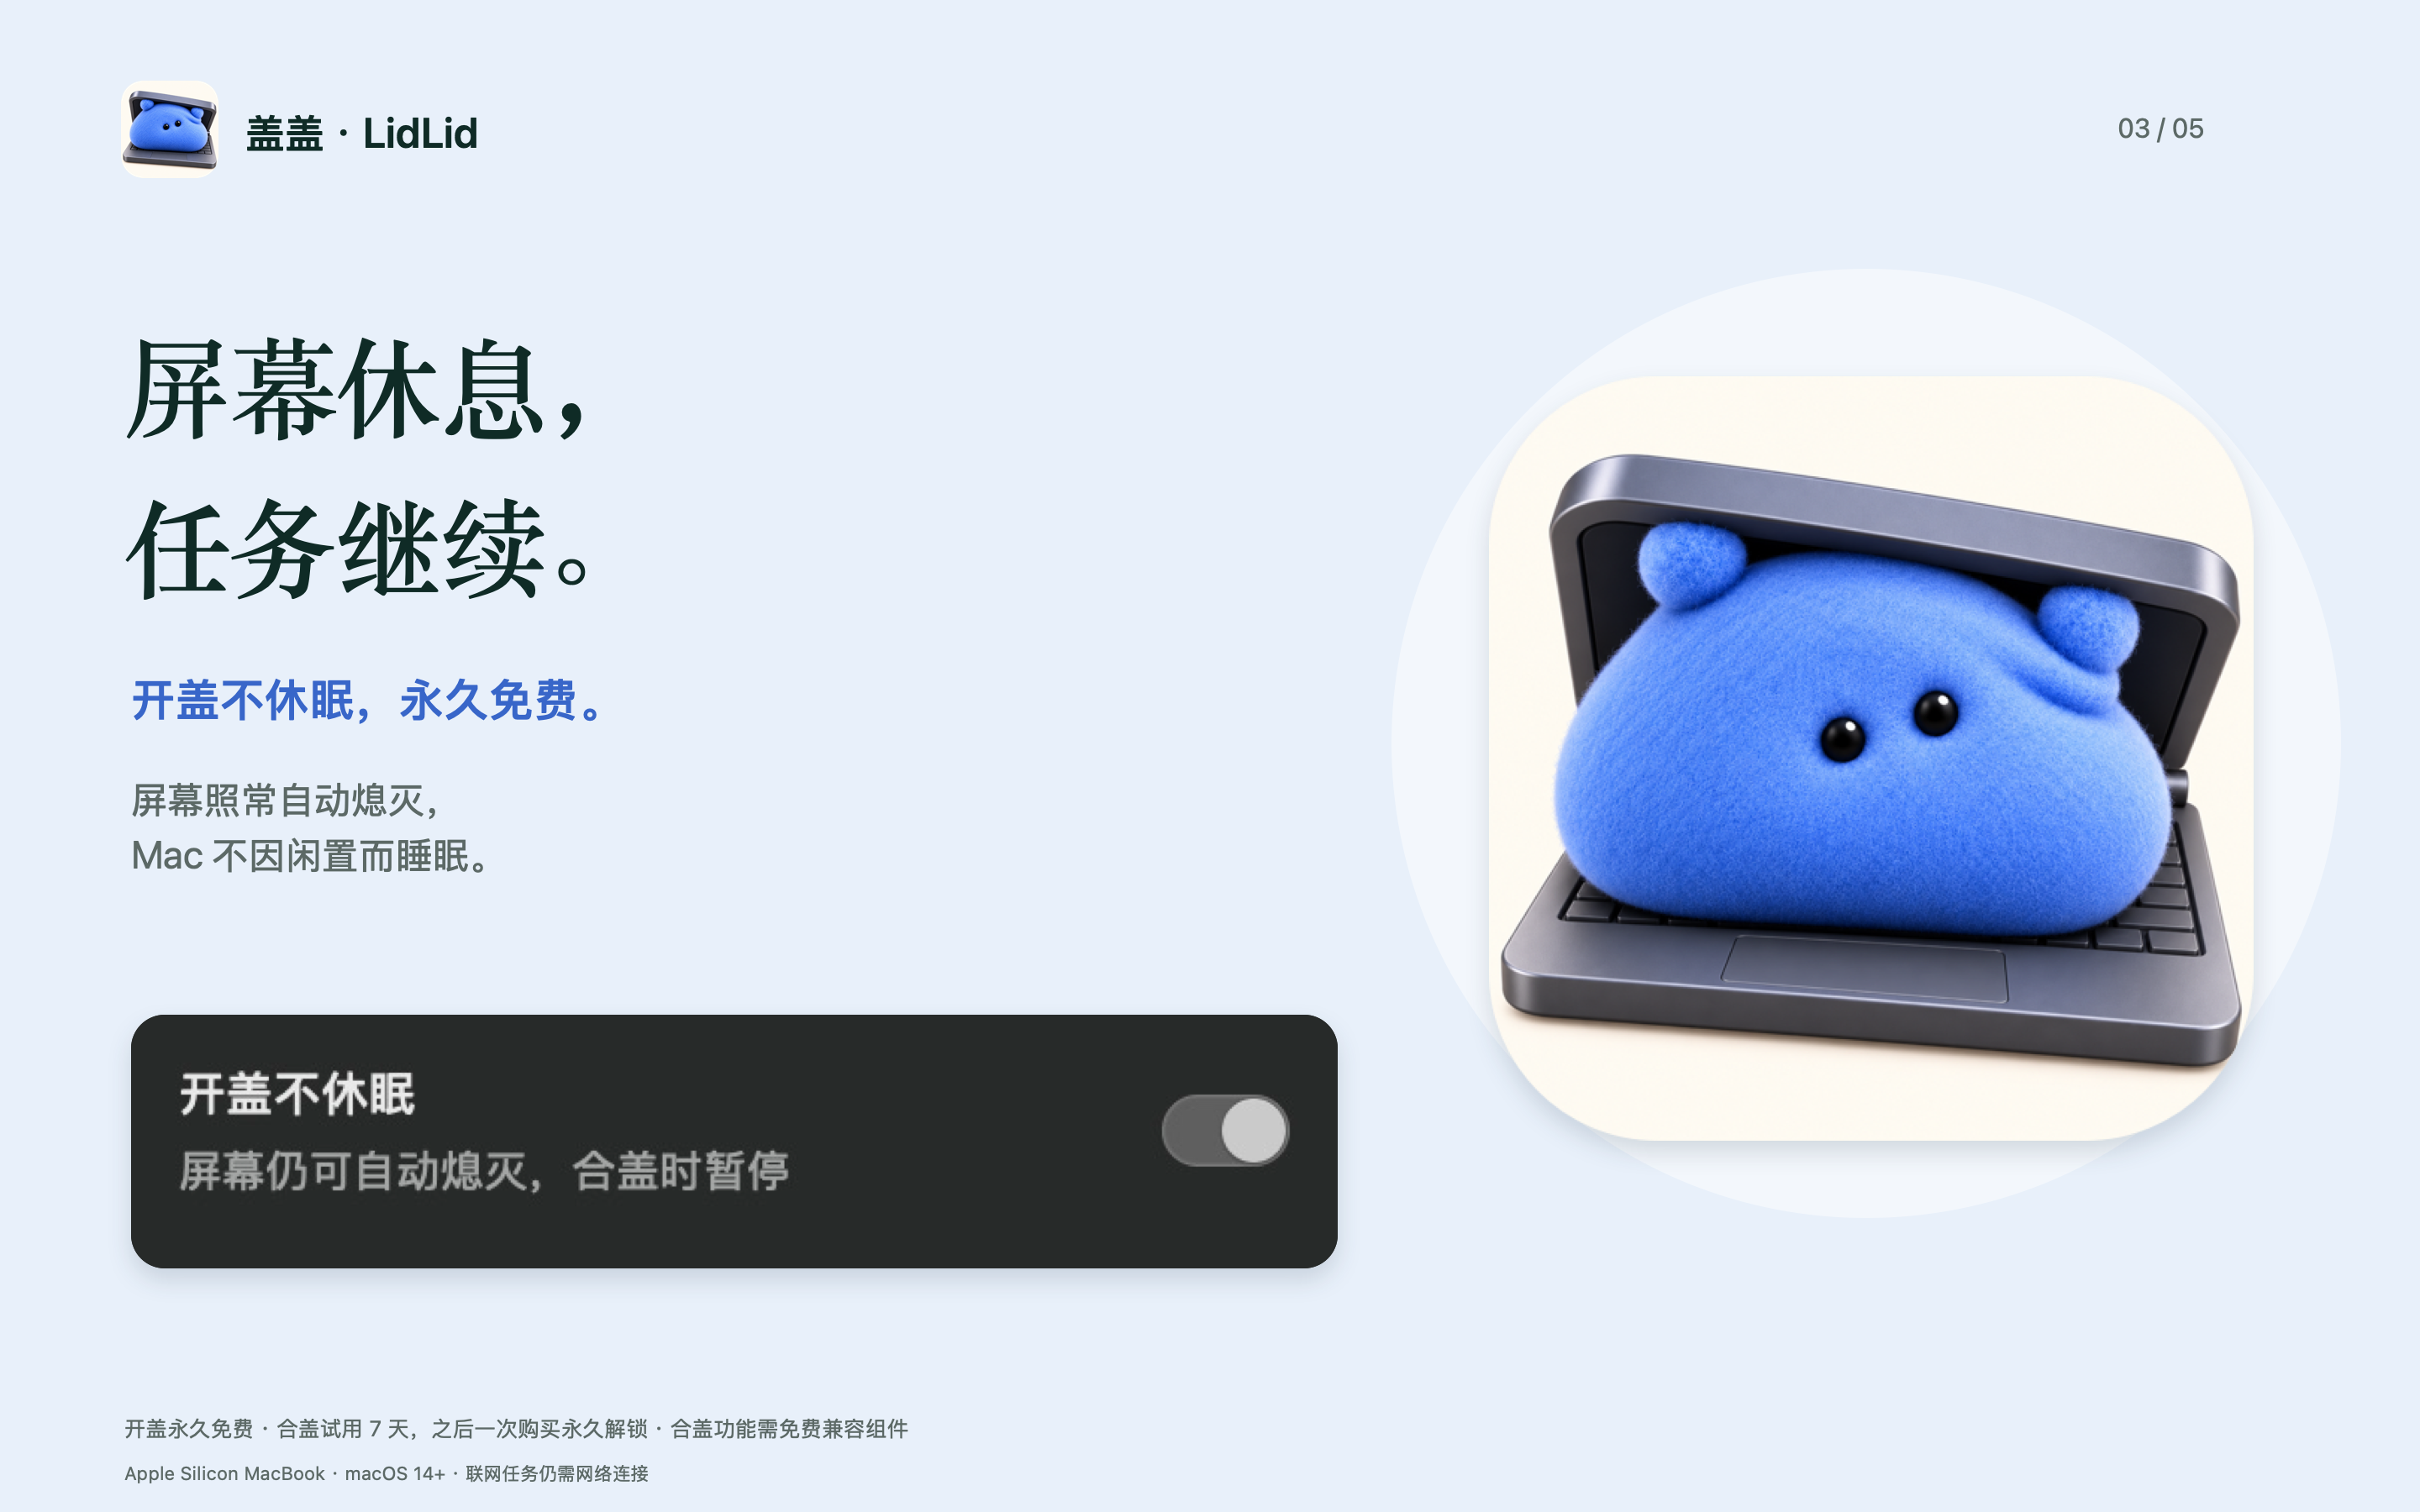 盖盖 · LidLid
03 / 05
屏幕休息，
任务继续。
开盖不休眠，永久免费。
屏幕照常自动熄灭，
Mac 不因闲置而睡眠。
开盖不休眠
屏幕仍可自动熄灭，合盖时暂停
开盖永久免费 · 合盖试用 7 天，之后一次购买永久解锁 · 合盖功能需免费兼容组件
Apple Silicon MacBook · macOS 14+ · 联网任务仍需网络连接